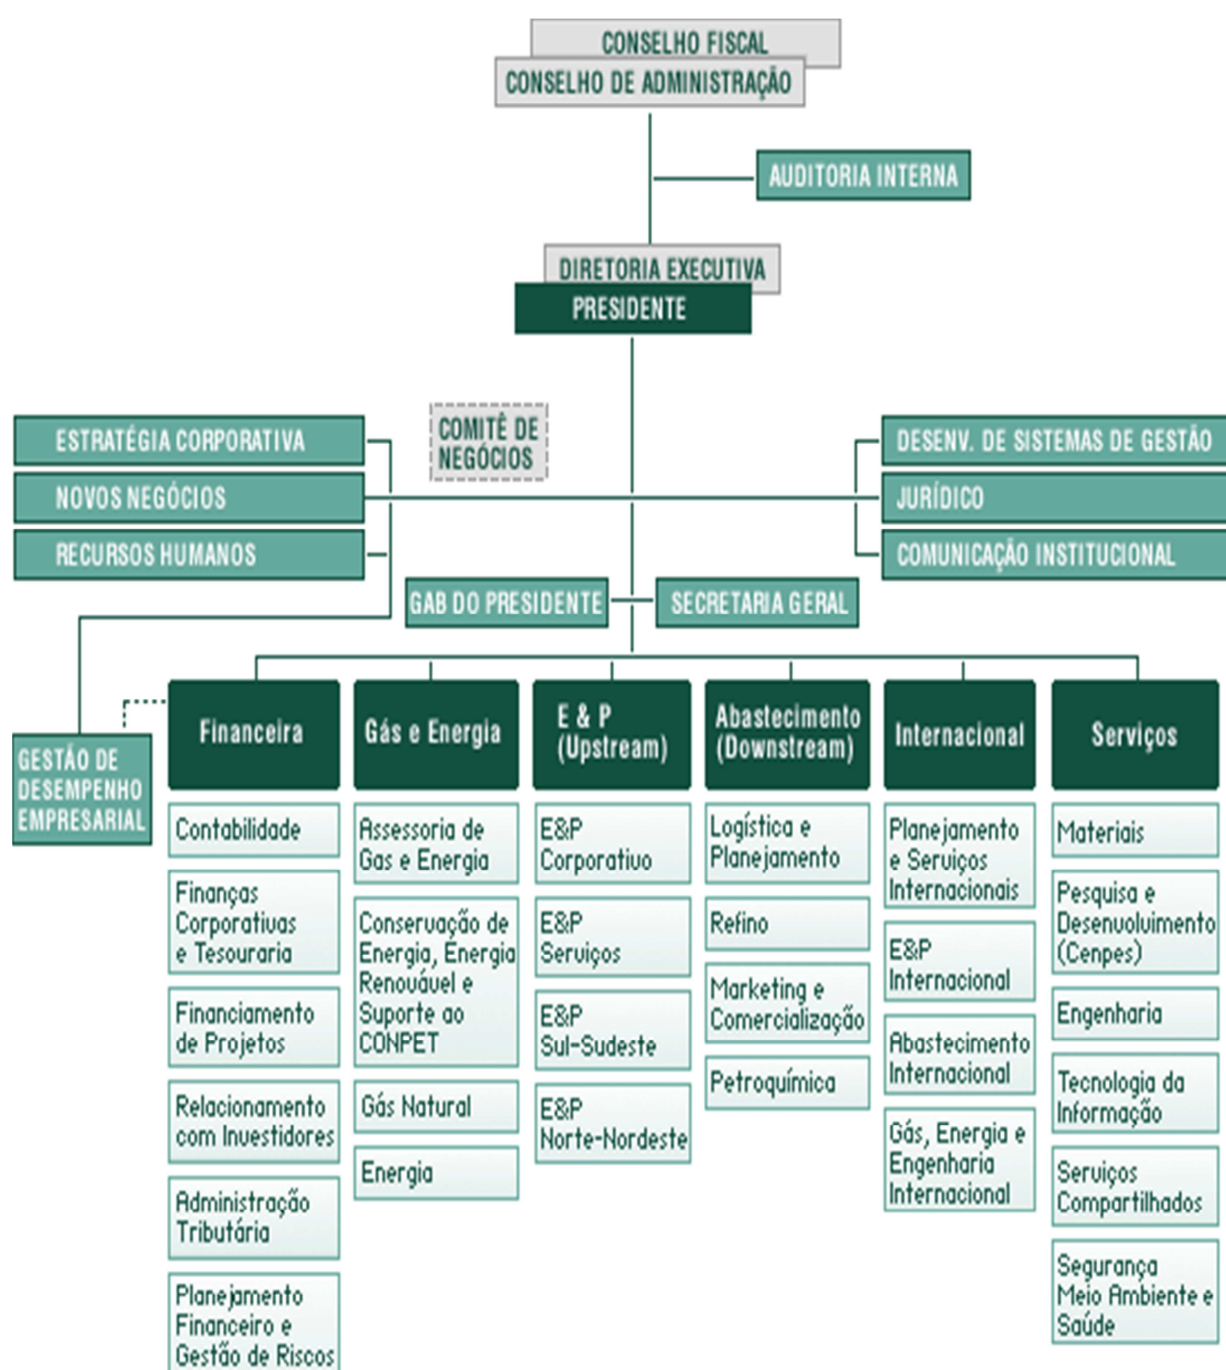 CONSELHO FISCAL
CONSELHO DE ADMINISTRAÇÃO
AUDITORIA INTERNA
DIRETORIA EXECUTIVA
PRESIDENTE
COMITÊ DE
NEGÓCIOS
ESTRATÉGIA CORPORATIVA
NOVOS NEGÓCIOS
RECURSOS HUMANOS
DESENV. DE SISTEMAS DE GESTÃO
JURÍDICO
COMUNICAÇÃO INSTITUCIONAL
GAB DO PRESIDENTE
SECRETARIA GERAL
GESTÃO DE
DESEMPENHO
EMPRESARIAL
Financeira
Contabilidade
Finanças
Corporativas
e Tesouraria
Financiamento
de Projetos
Relacionamento
com Investidores
Administração
Tributária
Planejamento
Financeiro e
Gestão de Riscos
Gás e Energia
Assessoria de
Gas e Energia
Conservação de
Energia, Energia
Renovável e
Suporte ao
CONPET
Gás Natural
Energia
E & P
(Upstream)
E&P
Corporativo
E&P
Serviços
E&P
Sul-Sudeste
E&P
Norte-Nordeste
Abastecimento
(Downstream)
Logística e
Planejamento
Refino
Marketing e
Comercialização
Petroquímica
Internacional
Planejamento
e Serviços
Internacionais
E&P
Internacional
Abastecimento
Internacional
Gás, Energia e
Engenharia
Internacional
Serviços
Materiais
Pesquisa e
Desenvolvimento
(Cenpes)
Engenharia
Tecnologia da
Informação
Serviços
Compartilhados
Segurança
Meio Ambiente e
Saúde